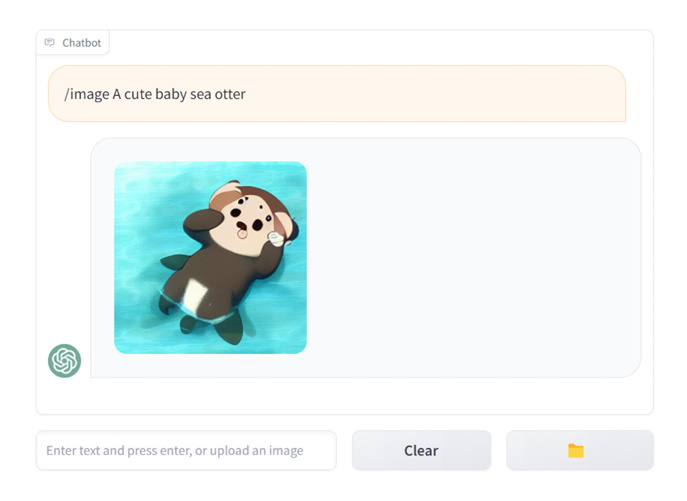 Chatbot
/image A cute baby sea otter
Enter text and press enter, or upload an image
Clear